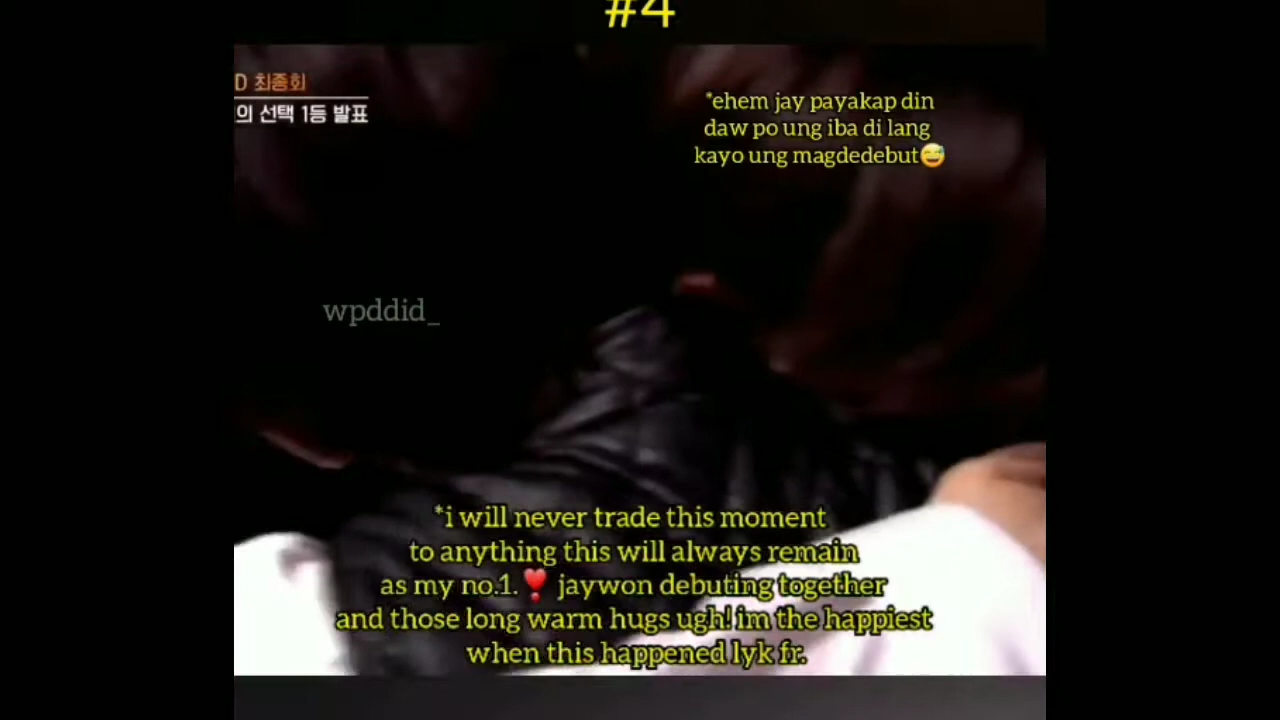 #4
D 최종회
의 선택 1등 발표
*ehem jay payakap din
daw po ung iba di lang
kayo ung magdedebut😅
wpddid_
*i will never trade this moment
to anything this will always remain
as my no.1.❣️ jaywon debuting together
and those long warm hugs ugh! im the happiest
when this happened lyk fr.